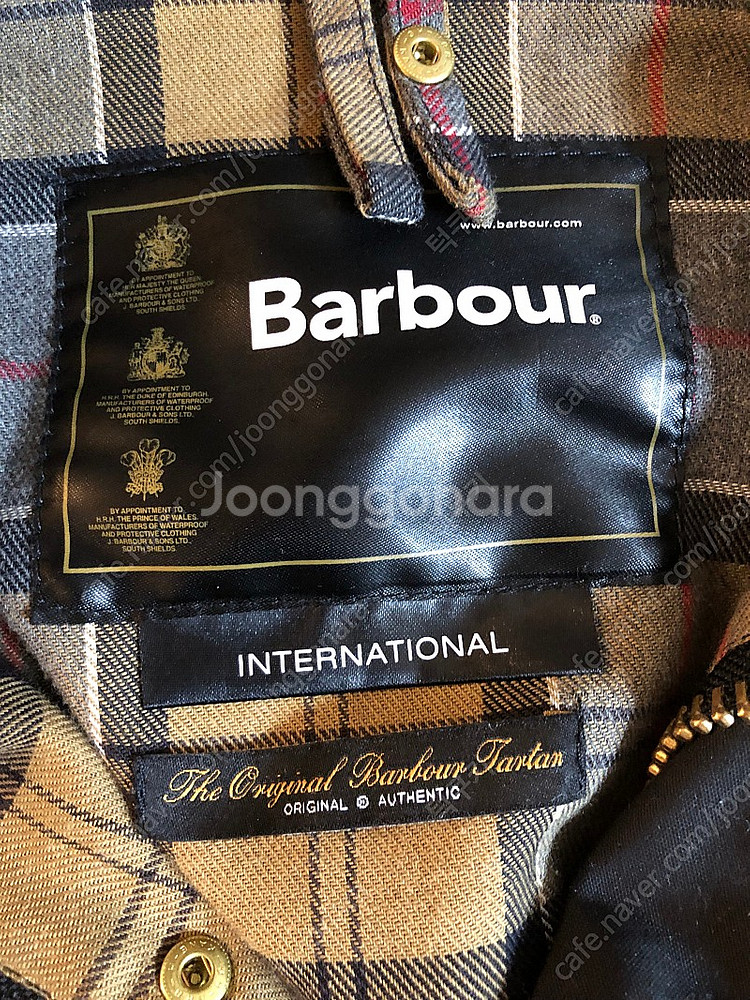 www.barbour.com
Barbour®
BY APPOINTMENT TO
HER MAJESTY THE QUEEN
MANUFACTURERS OF WATERPROOF
AND PROTECTIVE CLOTHING
J. BARBOUR & SONS LTD.
SOUTH SHIELDS.
BY APPOINTMENT TO
H.R.H. THE DUKE OF EDINBURGH.
MANUFACTURERS OF WATERPROOF
AND PROTECTIVE CLOTHING
J. BARBOUR & SONS LTD.
SOUTH SHIELDS.
BY APPOINTMENT TO
H.R.H. THE PRINCE OF WALES.
MANUFACTURERS OF WATERPROOF
AND PROTECTIVE CLOTHING
J. BARBOUR & SONS LTD.
SOUTH SHIELDS.
Joonggonara
INTERNATIONAL
The Original Barbour Tartan
ORIGINAL ® AUTHENTIC